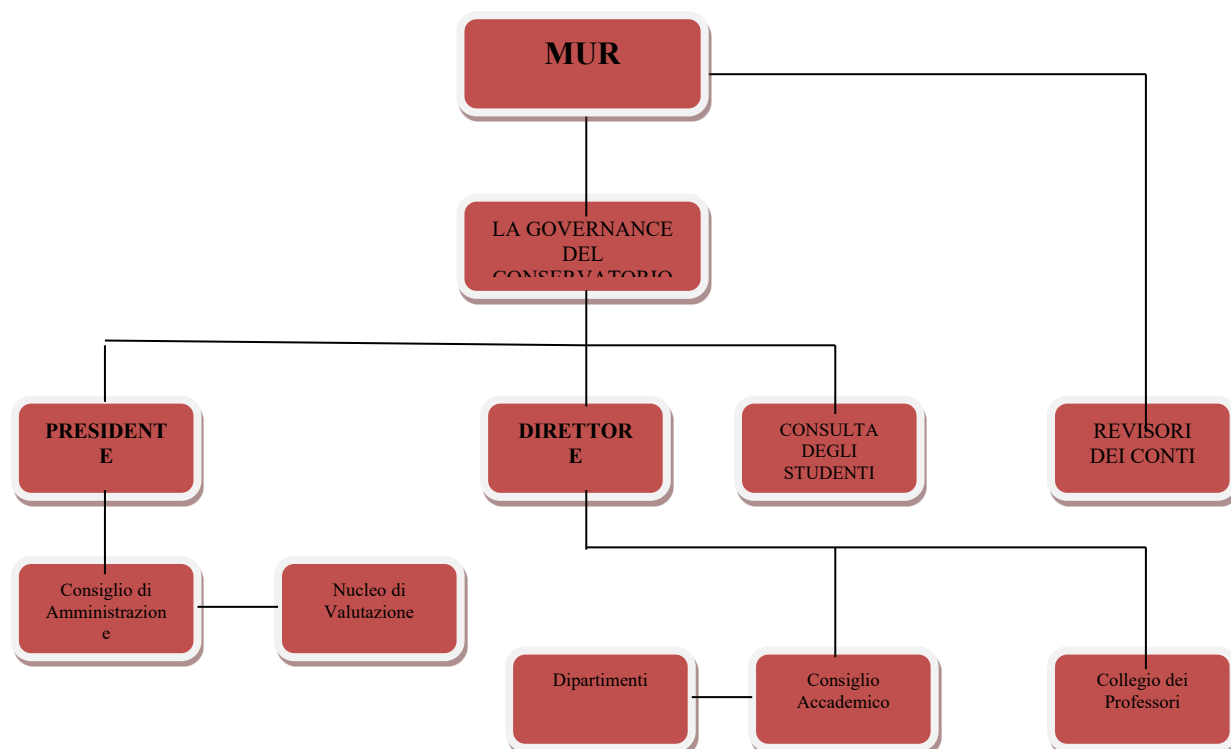 MUR
LA GOVERNANCE
DEL
CONSERVATORIO
PRESIDENT
E
DIRETTOR
E
CONSULTA
DEGLI
STUDENTI
REVISORI
DEI CONTI
Consiglio di
Amministrazion
e
Nucleo di
Valutazione
Dipartimenti
Consiglio
Accademico
Collegio dei
Professori